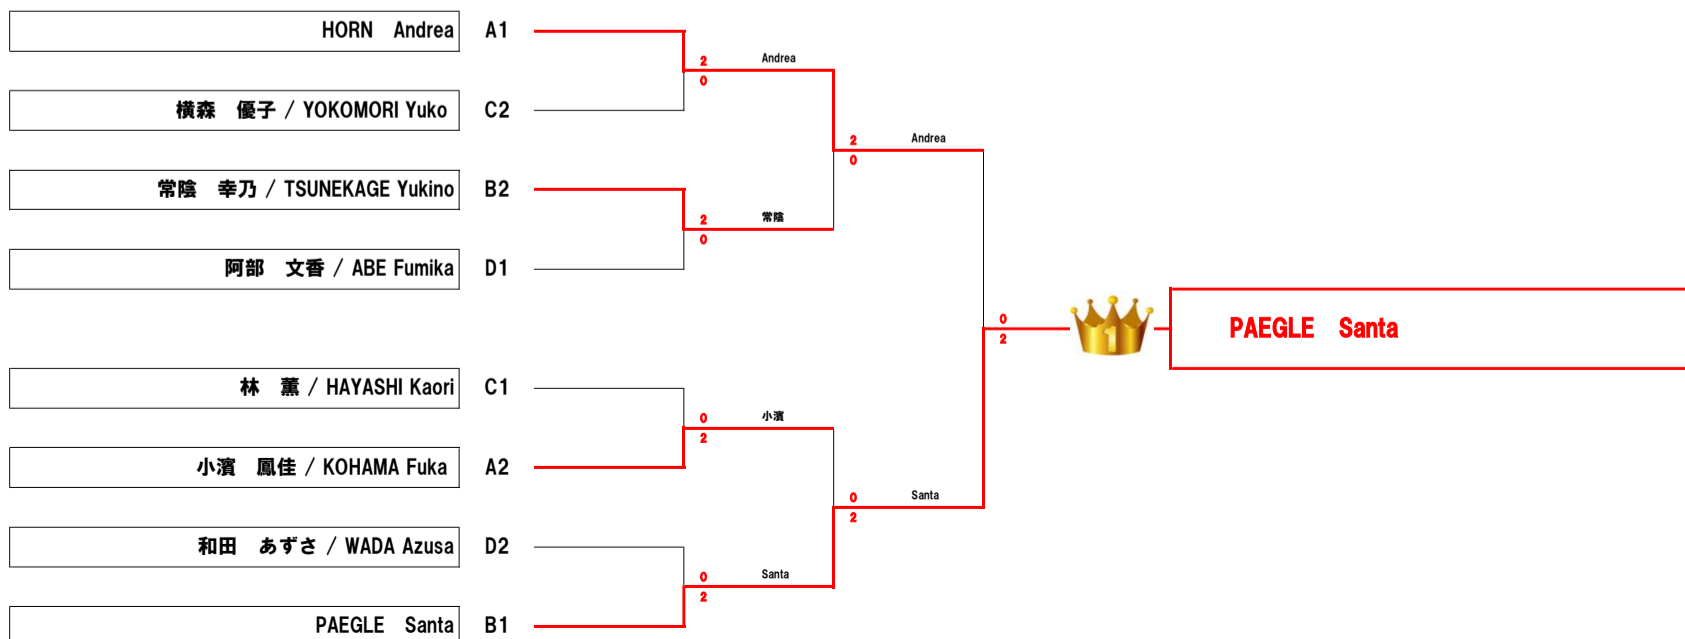 HORN　Andrea A1
2 Andrea
0
横森　優子 / YOKOMORI Yuko C2
2 Andrea
0
常陰　幸乃 / TSUNEKAGE Yukino B2
2 常陰
0
阿部　文香 / ABE Fumika D1
0
2
1
PAEGLE　Santa
林　薫 / HAYASHI Kaori C1
0 小濱
2
小濱　鳳佳 / KOHAMA Fuka A2
0 Santa
2
和田　あずさ / WADA Azusa D2
0 Santa
2
PAEGLE　Santa B1